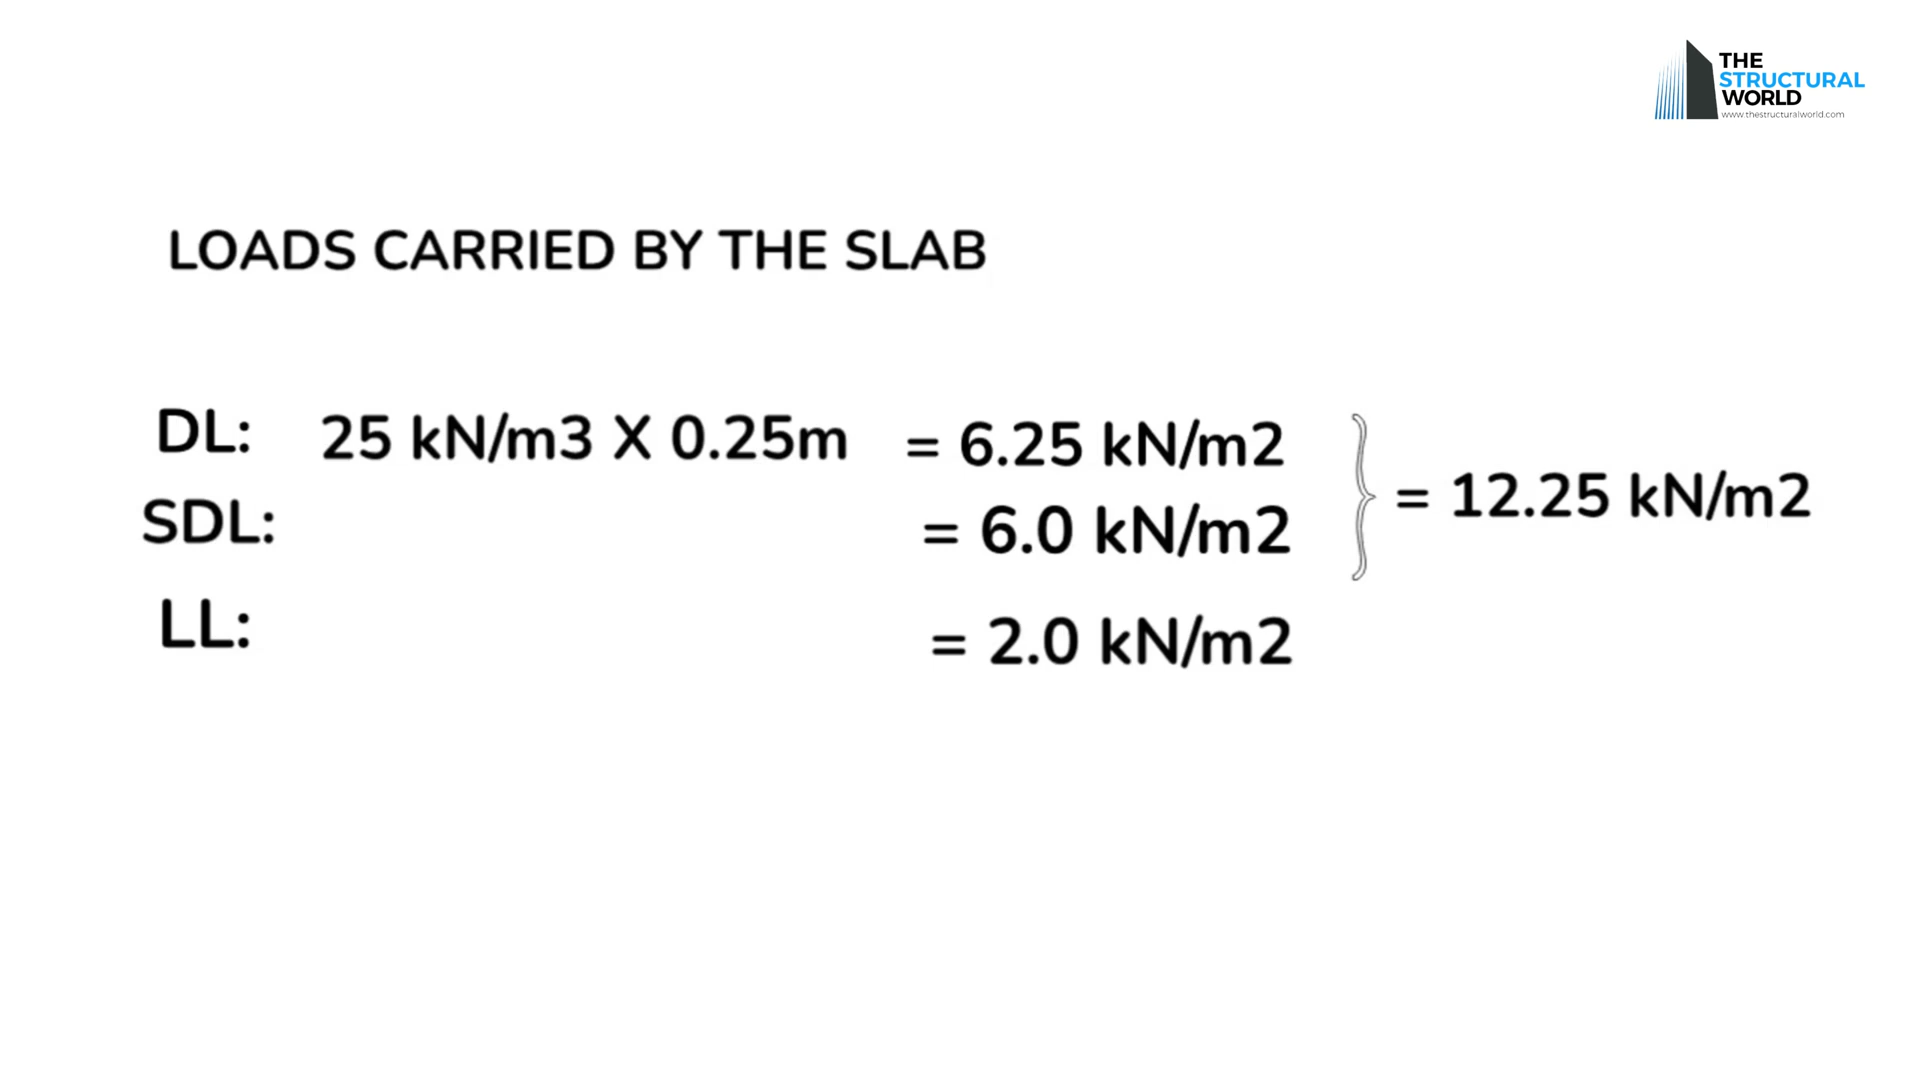 THE
STRUCTURAL
WORLD
www.thestructuralworld.com
LOADS CARRIED BY THE SLAB
DL: 25 kN/m3 X 0.25m = 6.25 kN/m2
= 12.25 kN/m2
SDL: = 6.0 kN/m2
LL: = 2.0 kN/m2